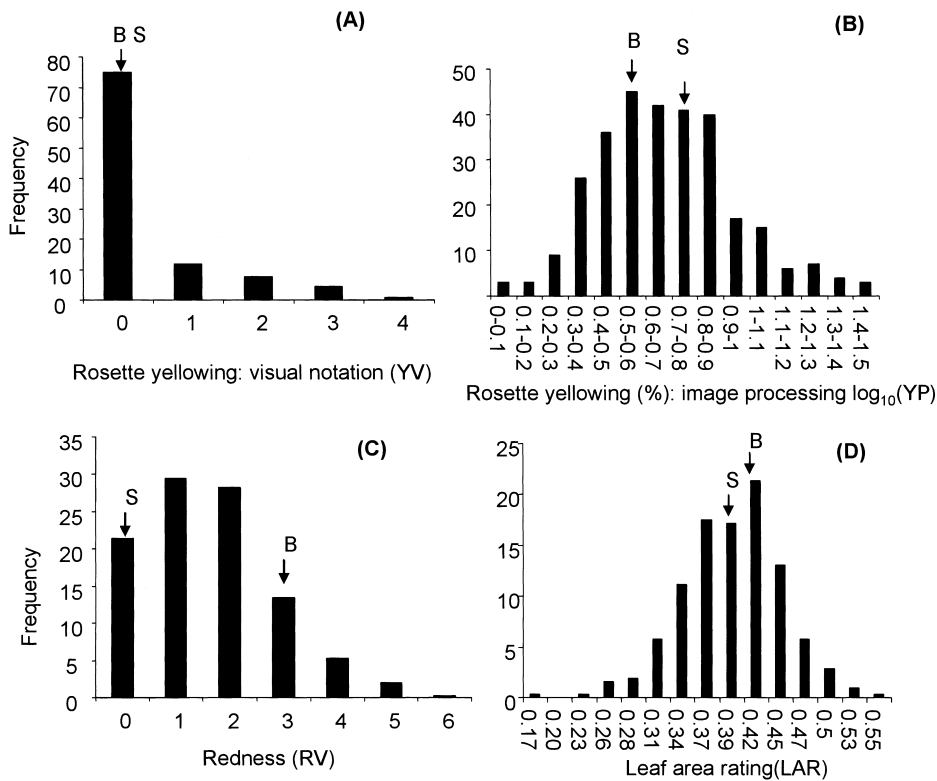 (A)
B S
80
70
60
50
40
30
20
10
0
Frequency
0 1 2 3 4
Rosette yellowing: visual notation (YV)
(B)
B
S
50
40
30
20
10
0-0.1 0.1-0.2 0.2-0.3 0.3-0.4 0.4-0.5 0.5-0.6 0.6-0.7 0.7-0.8 0.8-0.9 0.9-1 1-1.1 1.1-1.2 1.2-1.3 1.3-1.4 1.4-1.5
Rosette yellowing (%): image processing log10(YP)
(C)
S
B
35
30
25
20
15
10
5
0
Frequency
0 1 2 3 4 5 6
Redness (RV)
(D)
B
S
25
20
15
10
5
0
0.17 0.20 0.23 0.26 0.28 0.31 0.34 0.37 0.39 0.42 0.45 0.47 0.5 0.53 0.55
Leaf area rating(LAR)